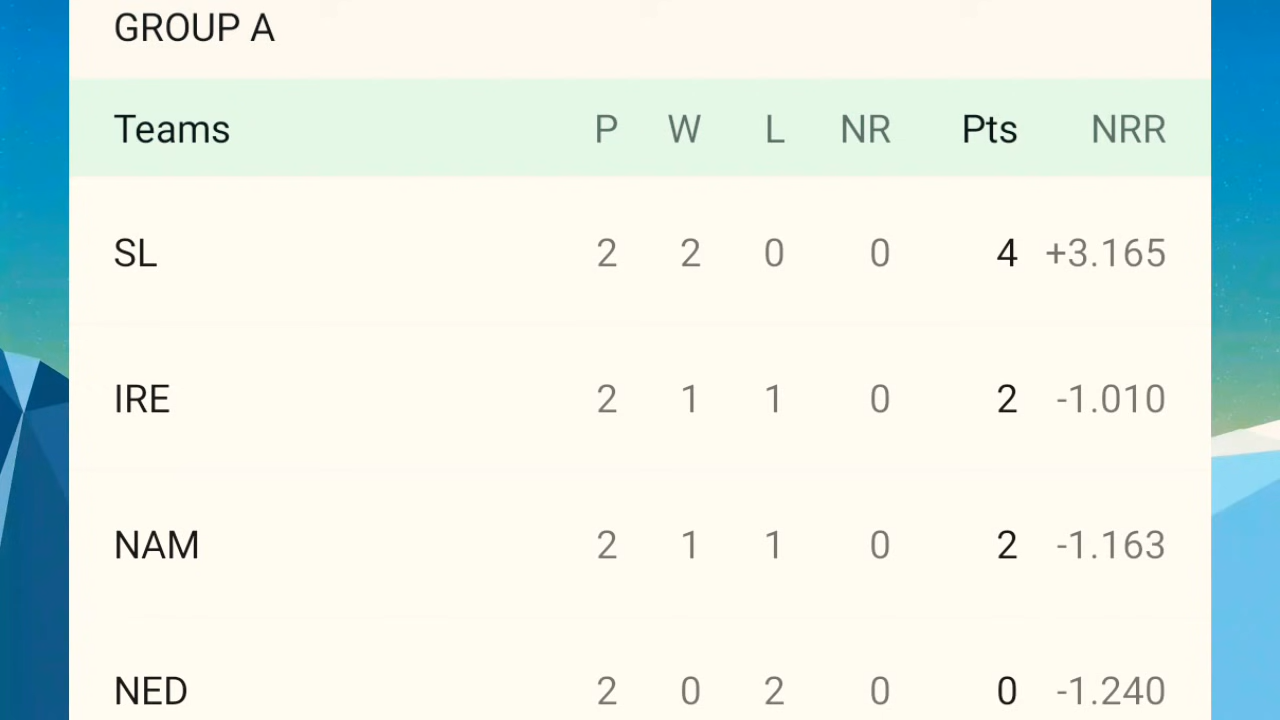 GROUP A
Teams P W L NR Pts NRR
SL 2 2 0 0 4 +3.165
IRE 2 1 1 0 2 -1.010
NAM 2 1 1 0 2 -1.163
NED 2 0 2 0 0 -1.240